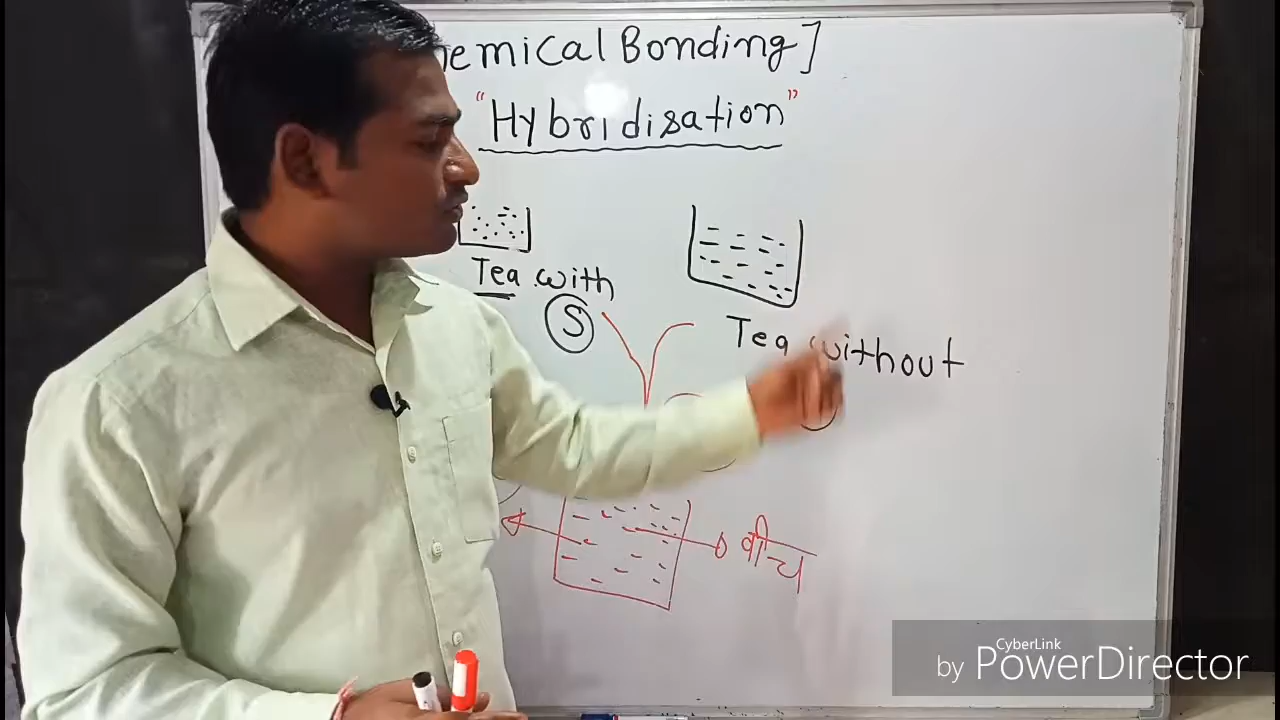 emical Bonding]
"Hybridisation"
Tea with
S
Tea without
बीच्य
CyberLink
by PowerDirector